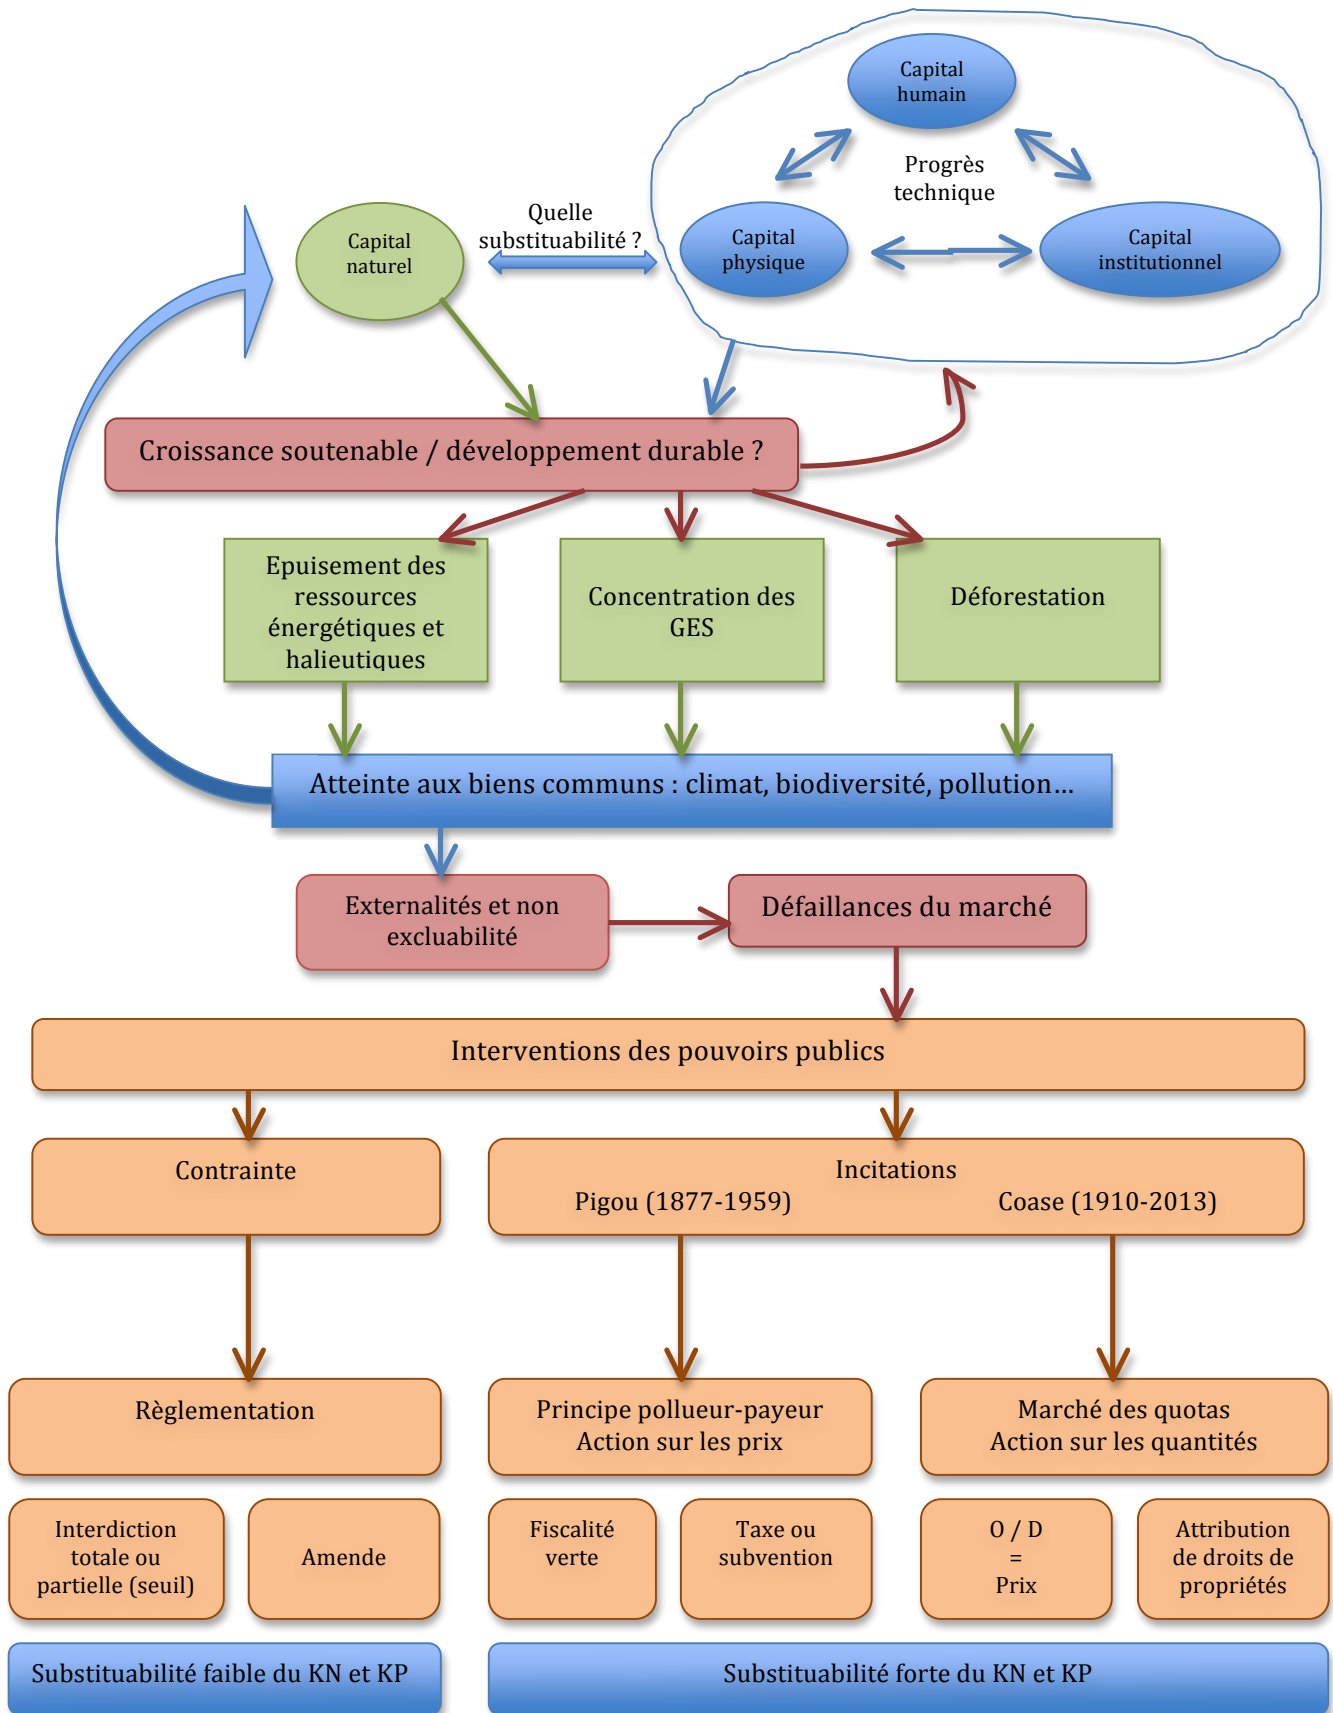 Capital
humain
Progrès
technique
Quelle
substituabilité ?
Capital
naturel
Capital
physique
Capital
institutionnel
Croissance soutenable / développement durable ?
Epuisement des
ressources
énergétiques et
halieutiques
Concentration des
GES
Déforestation
Atteinte aux biens communs : climat, biodiversité, pollution…
Externalités et non
excluabilité
Défaillances du marché
Interventions des pouvoirs publics
Contrainte
Incitations
Pigou (1877-1959) Coase (1910-2013)
Règlementation
Principe pollueur-payeur
Action sur les prix
Marché des quotas
Action sur les quantités
Interdiction
totale ou
partielle (seuil)
Amende
Fiscalité
verte
Taxe ou
subvention
O / D
=
Prix
Attribution
de droits de
propriétés
Substituabilité faible du KN et KP
Substituabilité forte du KN et KP